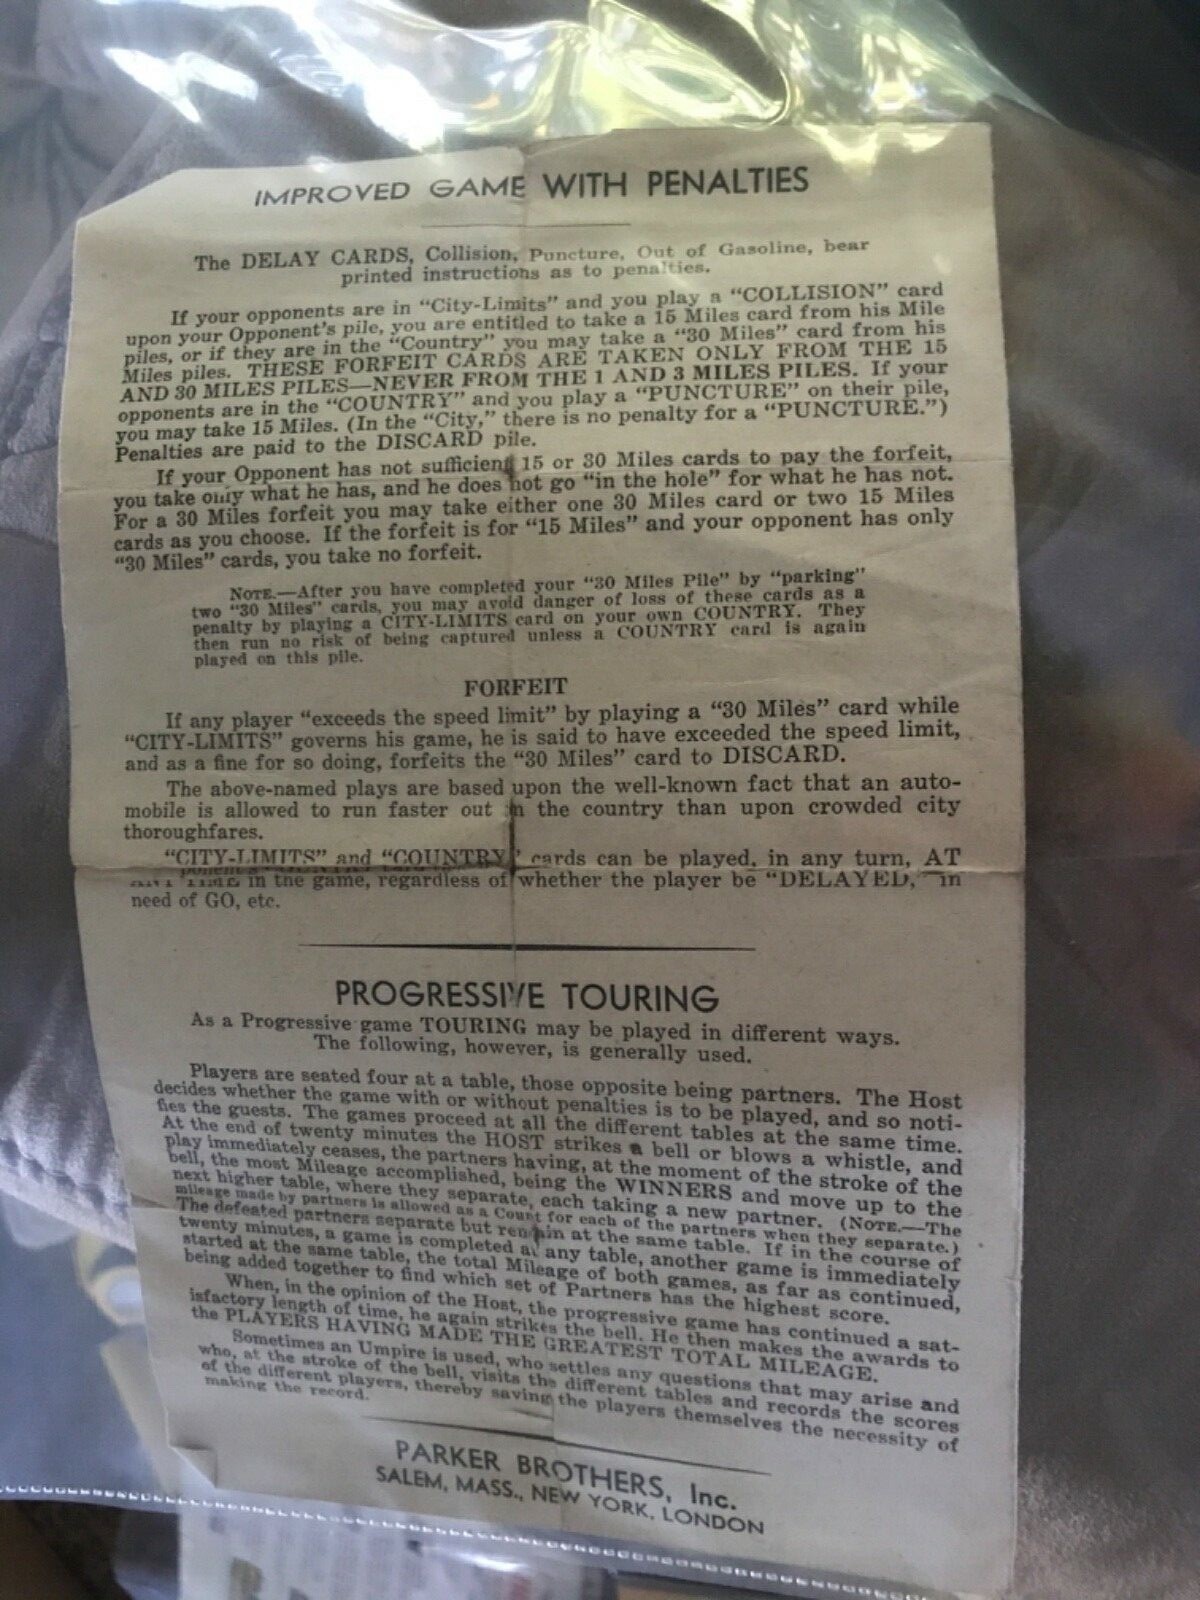 IMPROVED GAME WITH PENALTIES
The DELAY CARDS, Collision, Puncture, Out of Gasoline, bear
printed instructions as to penalties.
If your opponents are in "City-Limits" and you play a "COLLISION" card
upon your Opponent's pile, you are entitled to take a 15 Miles card from his Mile
piles, or if they are in the "Country" you may take a "30 Miles" card from his
Miles piles. THESE FORFEIT CARDS ARE TAKEN ONLY FROM THE 15
AND 30 MILES PILES—NEVER FROM THE 1 AND 3 MILES PILES. If your
opponents are in the "COUNTRY" and you play a "PUNCTURE" on their pile,
you may take 15 Miles. (In the "City," there is no penalty for a "PUNCTURE.")
Penalties are paid to the DISCARD pile.
If your Opponent has not sufficient 15 or 30 Miles cards to pay the forfeit,
you take only what he has, and he does not go "in the hole" for what he has not.
For a 30 Miles forfeit you may take either one 30 Miles card or two 15 Miles
cards as you choose. If the forfeit is for "15 Miles" and your opponent has only
"30 Miles" cards, you take no forfeit.
NOTE.—After you have completed your "30 Miles Pile" by "parking"
two "30 Miles" cards, you may avoid danger of loss of these cards as a
penalty by playing a CITY-LIMITS card on your own COUNTRY. They
then run no risk of being captured unless a COUNTRY card is again
played on this pile.
FORFEIT
If any player "exceeds the speed limit" by playing a "30 Miles" card while
"CITY-LIMITS" governs his game, he is said to have exceeded the speed limit,
and as a fine for so doing, forfeits the "30 Miles" card to DISCARD.
The above-named plays are based upon the well-known fact that an auto-
mobile is allowed to run faster out in the country than upon crowded city
thoroughfares.
"CITY-LIMITS" and "COUNTRY" cards can be played, in any turn, AT
ANY TIME in the game, regardless of whether the player be "DELAYED," in
need of GO, etc.
PROGRESSIVE TOURING
As a Progressive game TOURING may be played in different ways.
The following, however, is generally used.
Players are seated four at a table, those opposite being partners. The Host
decides whether the game with or without penalties is to be played, and so noti-
fies the guests. The games proceed at all the different tables at the same time.
At the end of twenty minutes the HOST strikes a bell or blows a whistle, and
play immediately ceases, the partners having, at the moment of the stroke of the
bell, the most Mileage accomplished, being the WINNERS and move up to the
next higher table, where they separate, each taking a new partner. (NOTE.—The
mileage made by partners is allowed as a Count for each of the partners when they separate.)
The defeated partners separate but remain at the same table. If in the course of
twenty minutes, a game is completed at any table, another game is immediately
started at the same table, the total Mileage of both games, as far as continued,
being added together to find which set of Partners has the highest score.
When, in the opinion of the Host, the progressive game has continued a sat-
isfactory length of time, he again strikes the bell. He then makes the awards to
the PLAYERS HAVING MADE THE GREATEST TOTAL MILEAGE.
Sometimes an Umpire is used, who settles any questions that may arise and
who, at the stroke of the bell, visits the different tables and records the scores
of the different players, thereby saving the players themselves the necessity of
making the record.
PARKER BROTHERS, Inc.
SALEM, MASS., NEW YORK, LONDON